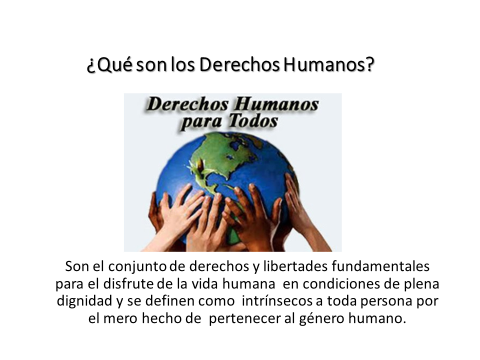 ¿Qué son los Derechos Humanos?
Derechos Humanos
para Todos
Son el conjunto de derechos y libertades fundamentales
para el disfrute de la vida humana en condiciones de plena
dignidad y se definen como intrínsecos a toda persona por
el mero hecho de pertenecer al género humano.